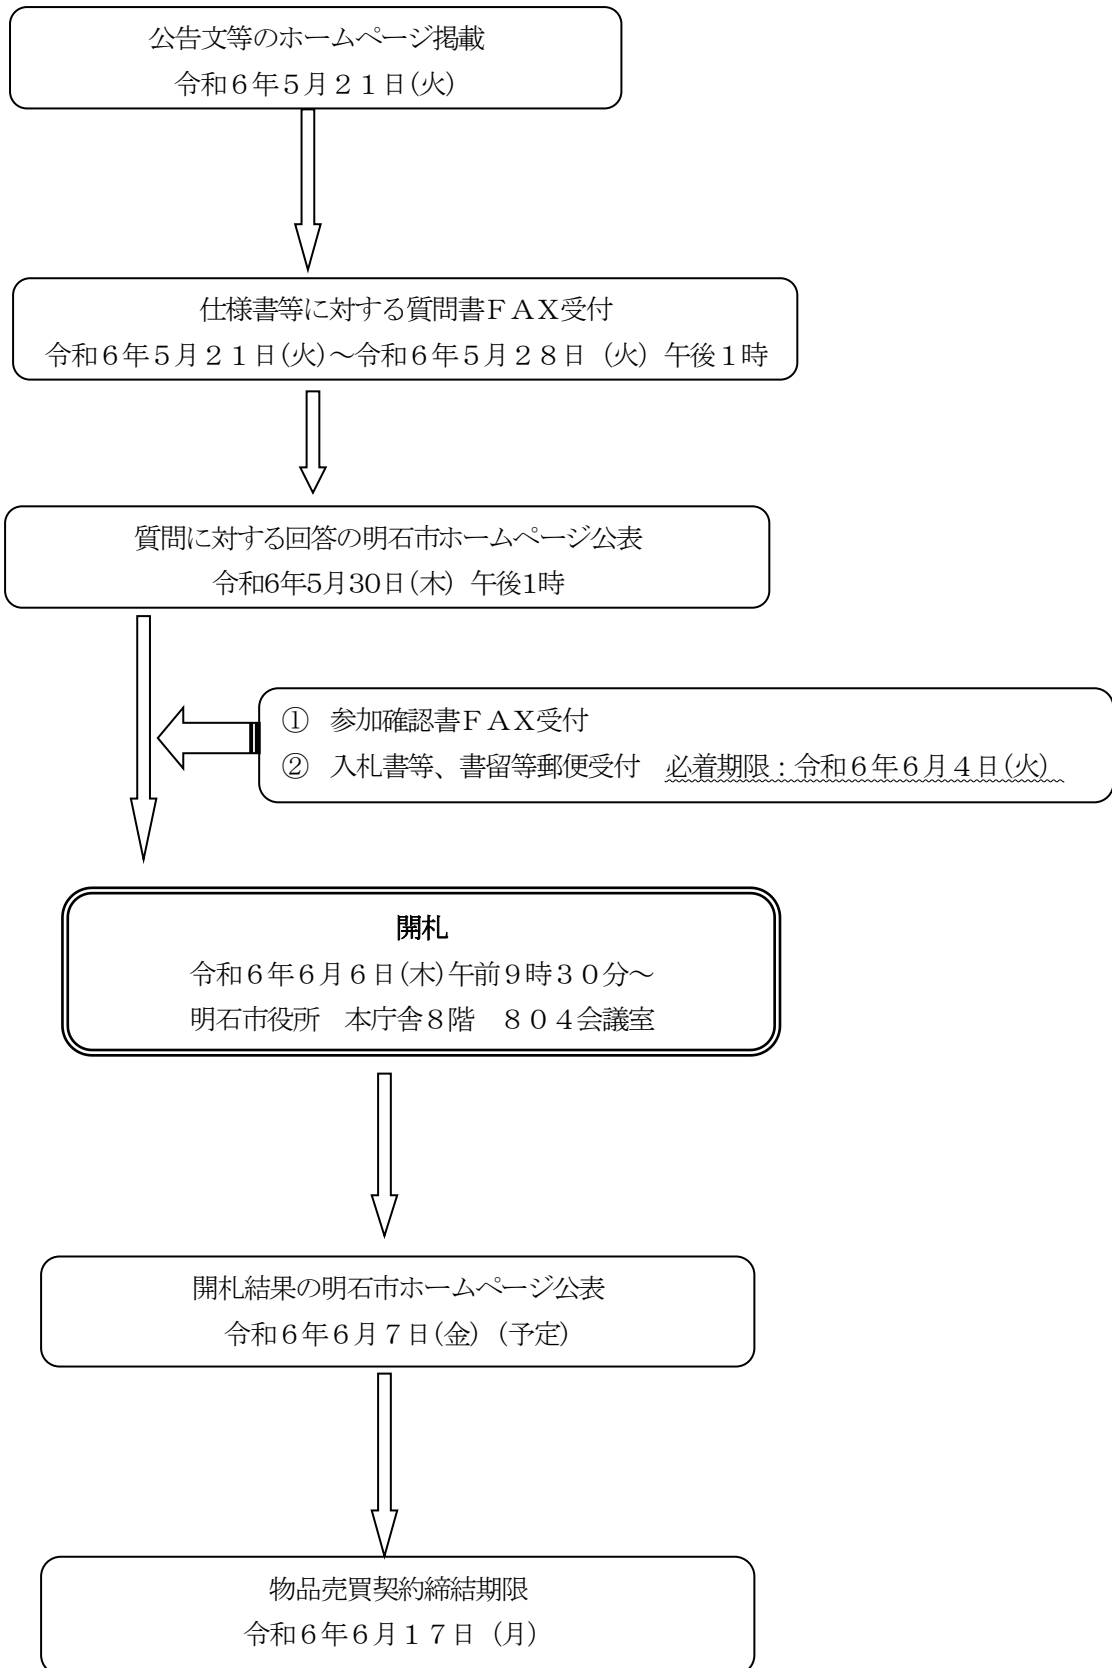 公告文等のホームページ掲載
令和６年５月２１日(火)
仕様書等に対する質問書ＦＡＸ受付
令和６年５月２１日(火)～令和６年５月２８日（火）午後１時
質問に対する回答の明石市ホームページ公表
令和6年5月30日(木）午後1時
①　参加確認書ＦＡＸ受付
②　入札書等、書留等郵便受付　必着期限：令和６年６月４日(火)
開札
令和６年６月６日(木)午前９時３０分～
明石市役所　本庁舎８階　８０４会議室
開札結果の明石市ホームページ公表
令和６年６月７日(金)（予定）
物品売買契約締結期限
令和６年６月１７日（月）